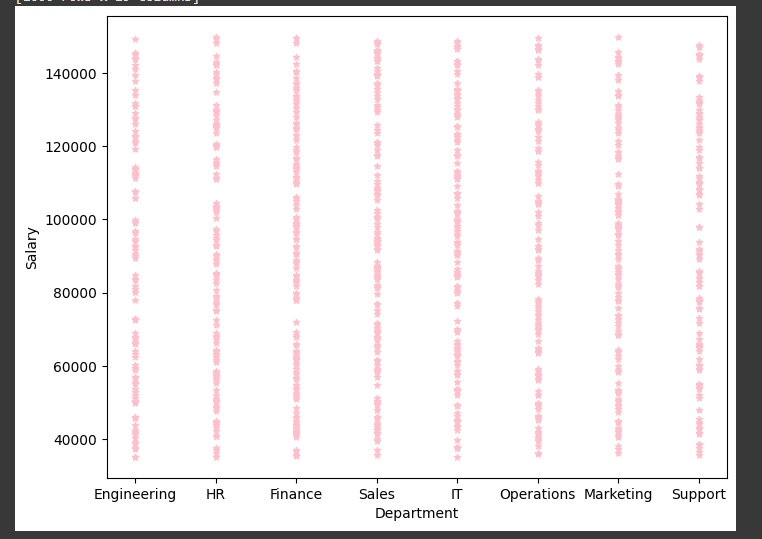 140000
120000
100000
80000
60000
40000
Salary
Engineering HR Finance Sales IT Operations Marketing Support
Department